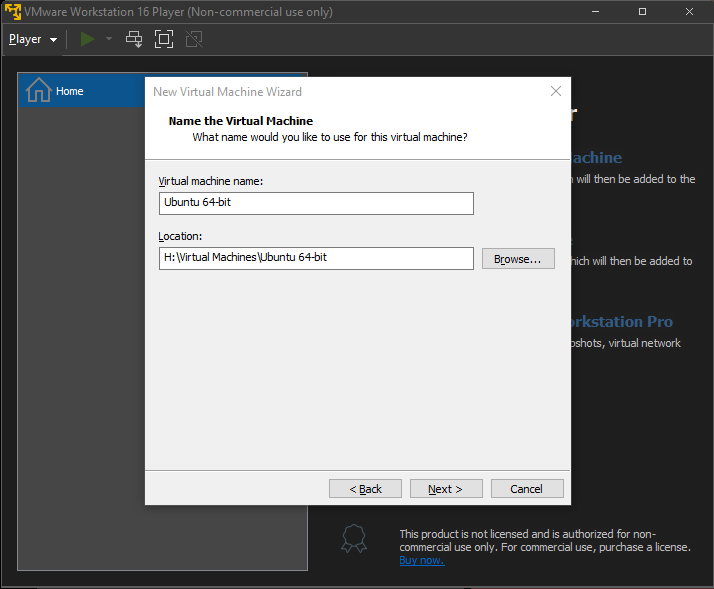 VMware Workstation 16 Player (Non-commercial use only)
Player
Home
New Virtual Machine Wizard
Name the Virtual Machine
What name would you like to use for this virtual machine?
Virtual machine name:
Ubuntu 64-bit
Location:
H:\Virtual Machines\Ubuntu 64-bit
Browse...
< Back
Next >
Cancel
will then be added to the
will then be added to
Pro
virtual network
This product is not licensed and is authorized for non-
commercial use only. For commercial use, purchase a license.
Buy now.